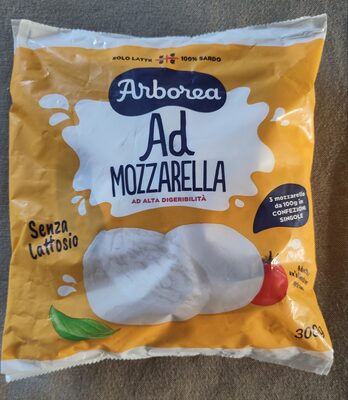 SOLO LATTE 100% SARDO
Arborea
Ad
MOZZARELLA
AD ALTA DIGERIBILITÀ
3 mozzarelle
da 100g in
CONFEZIONI
SINGOLE
Senza
lattosio
300g